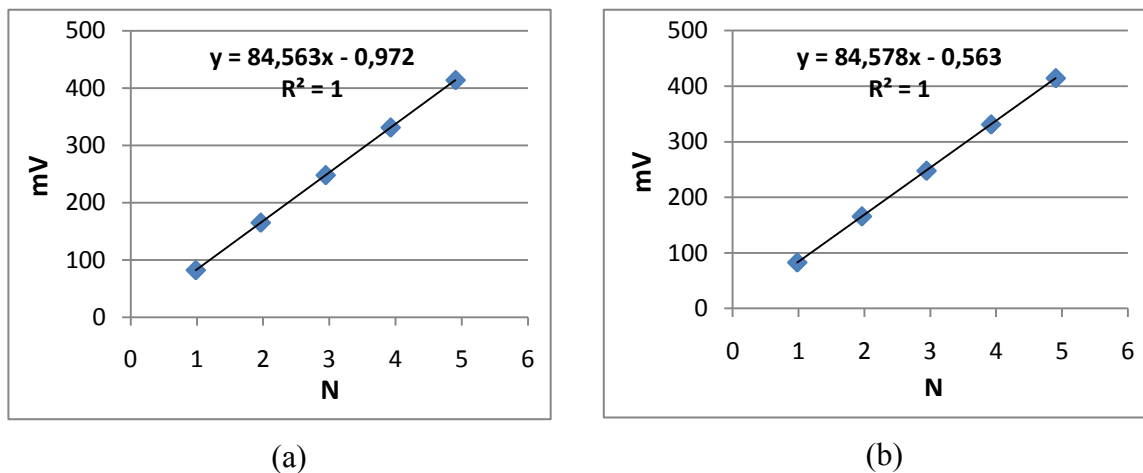 y = 84,563x - 0,972
R² = 1
500
400
300
200
100
0
mV
0 1 2 3 4 5 6
N
(a)
y = 84,578x - 0,563
R² = 1
500
400
300
200
100
0
mV
0 1 2 3 4 5 6
N
(b)